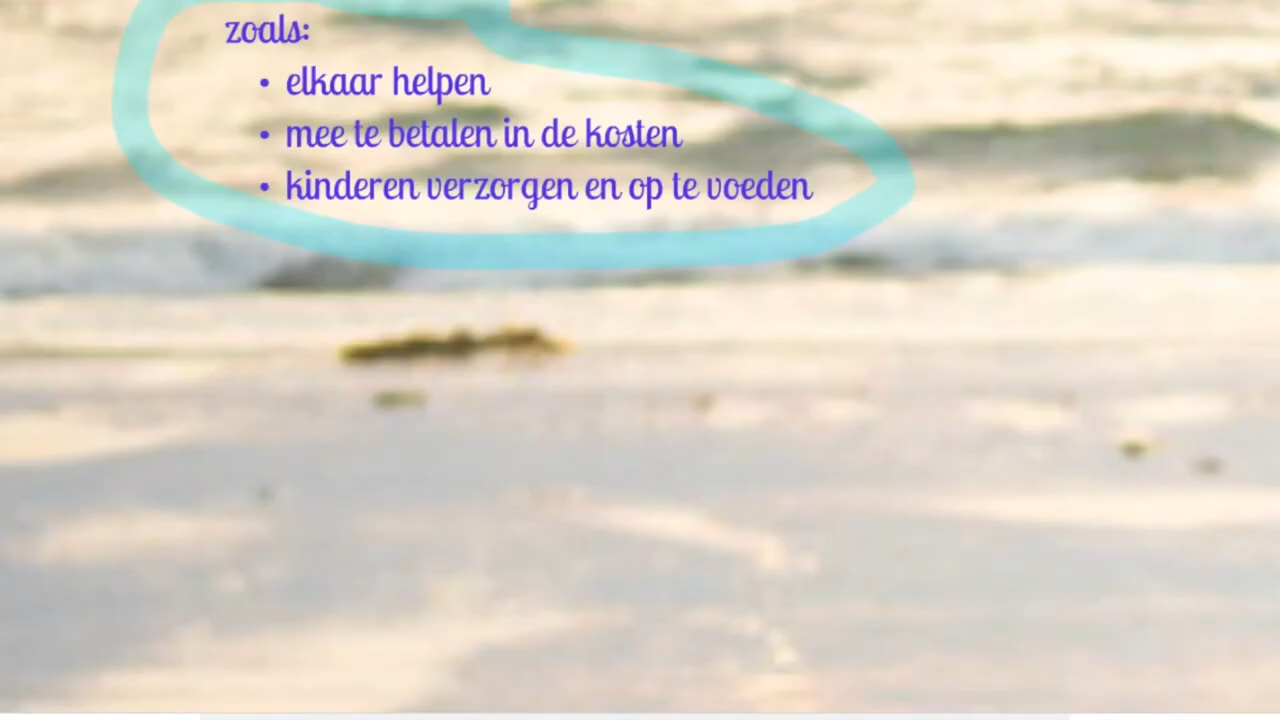 zoals:
• elkaar helpen
• mee te betalen in de kosten
• kinderen verzorgen en op te voeden